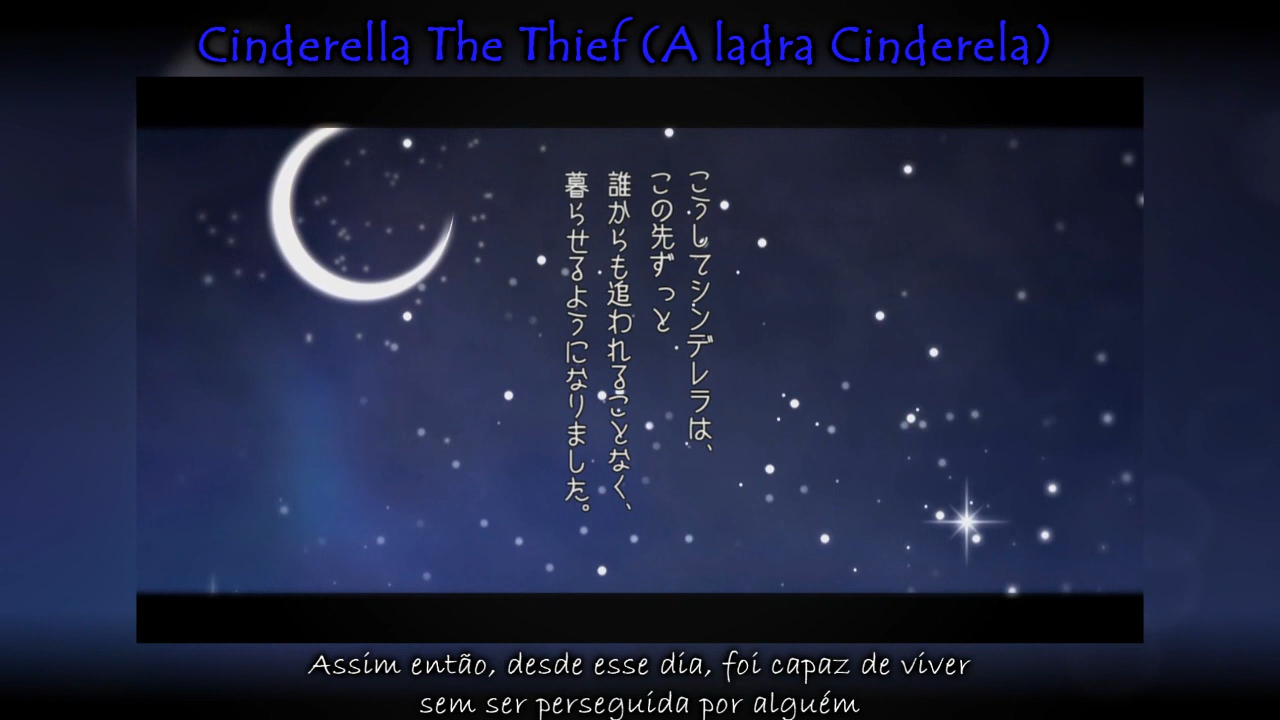 Cinderella The Thief (A ladra Cinderela)
こうしてシンデレラは、
この先ずっと
誰からも追われることなく、
暮らせるようになりました。
Assim então, desde esse dia, foi capaz de viver
sem ser perseguida por alguém